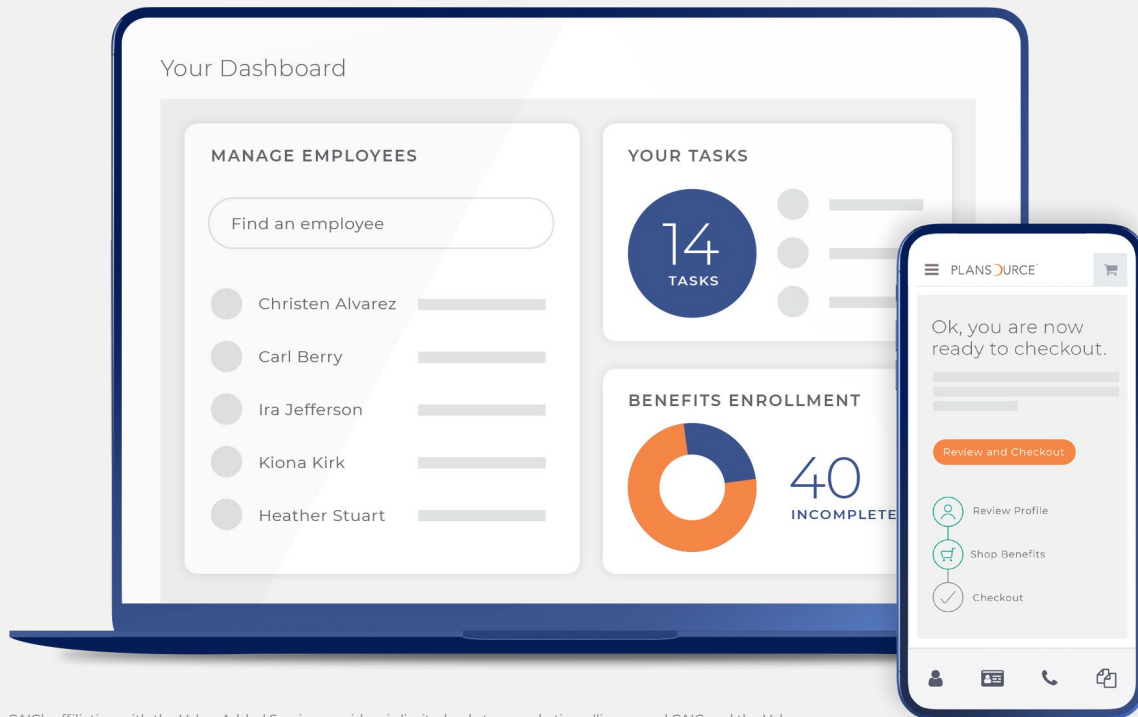 Your Dashboard
MANAGE EMPLOYEES
Find an employee
Christen Alvarez
Carl Berry
Ira Jefferson
Kiona Kirk
Heather Stuart
YOUR TASKS
14
TASKS
BENEFITS ENROLLMENT
40
INCOMPLETE
PLANSOURCE
Ok, you are now
ready to checkout.
Review and Checkout
Review Profile
Shop Benefits
Checkout